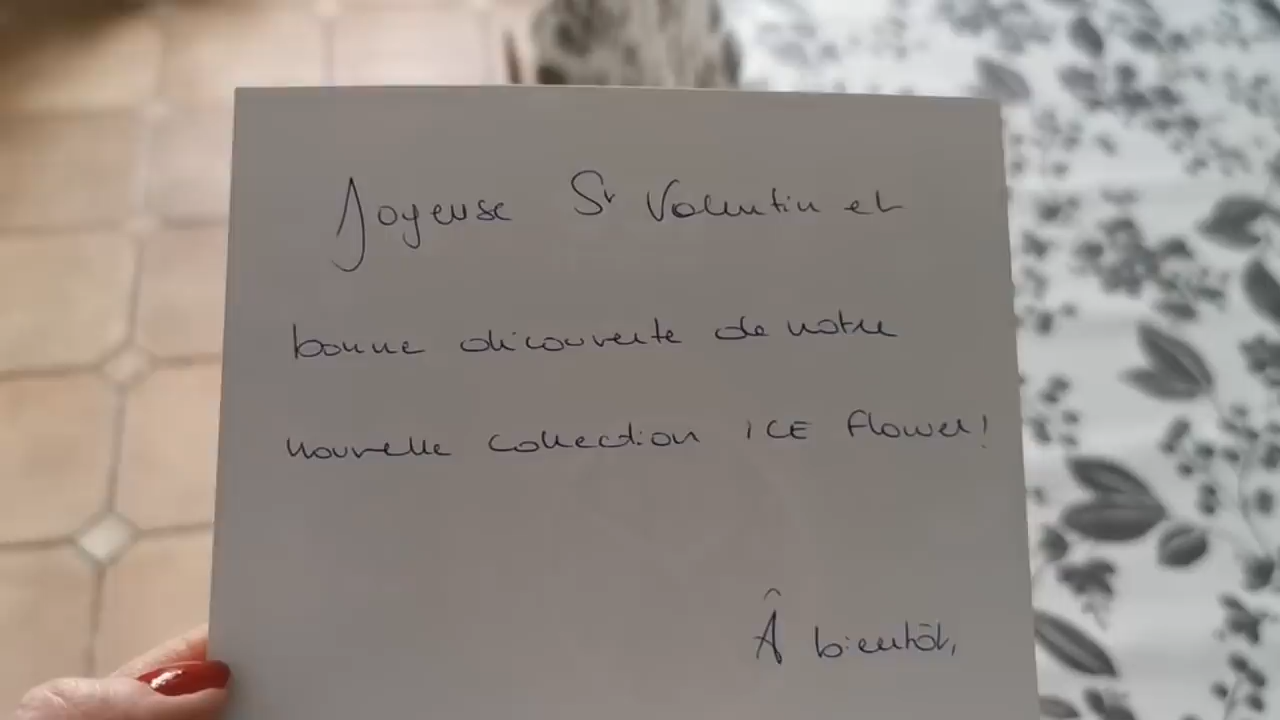 Joyeuse St Valentin et
bonne découverte de notre
nouvelle collection ICE Flower!
Â bientôt,